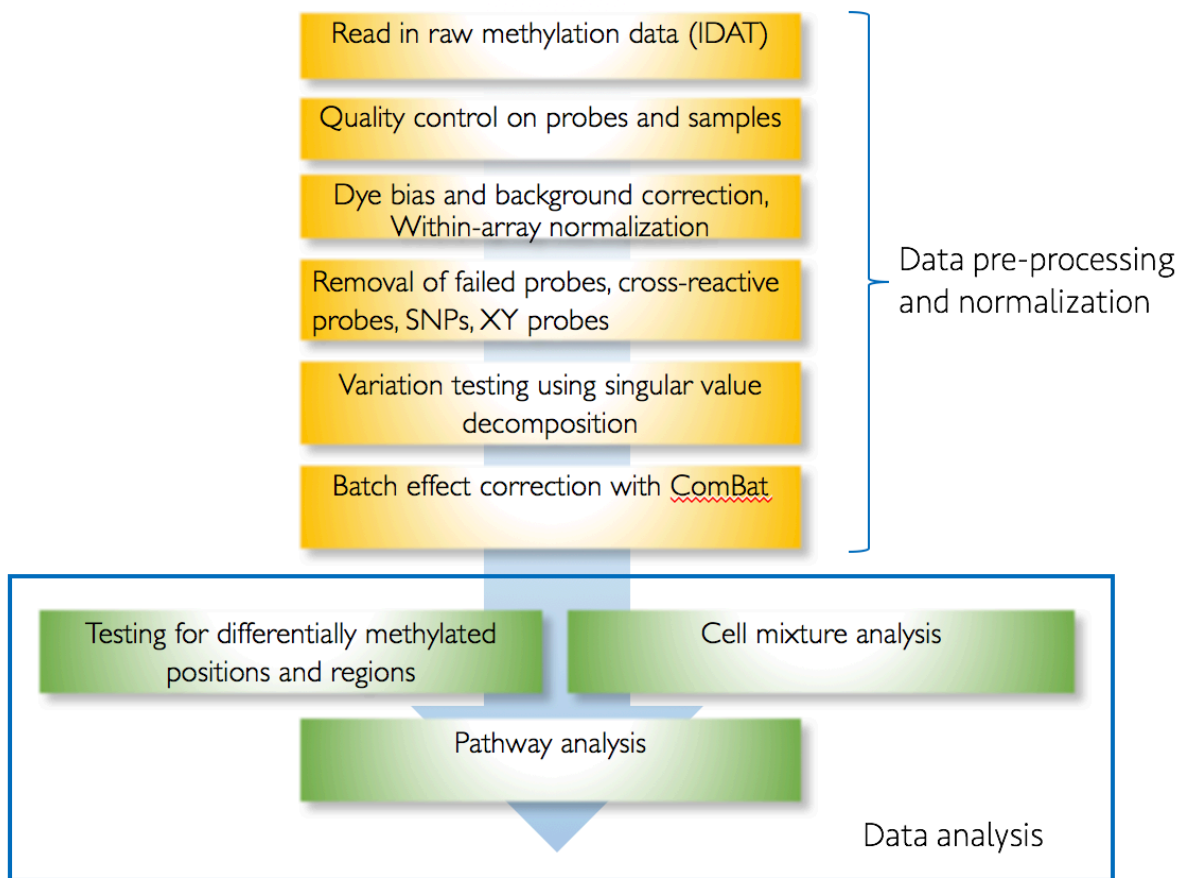 Read in raw methylation data (IDAT)
Quality control on probes and samples
Dye bias and background correction,
Within-array normalization
Removal of failed probes, cross-reactive
probes, SNPs, XY probes
Variation testing using singular value
decomposition
Batch effect correction with ComBat
Data pre-processing
and normalization
Testing for differentially methylated
positions and regions
Cell mixture analysis
Pathway analysis
Data analysis